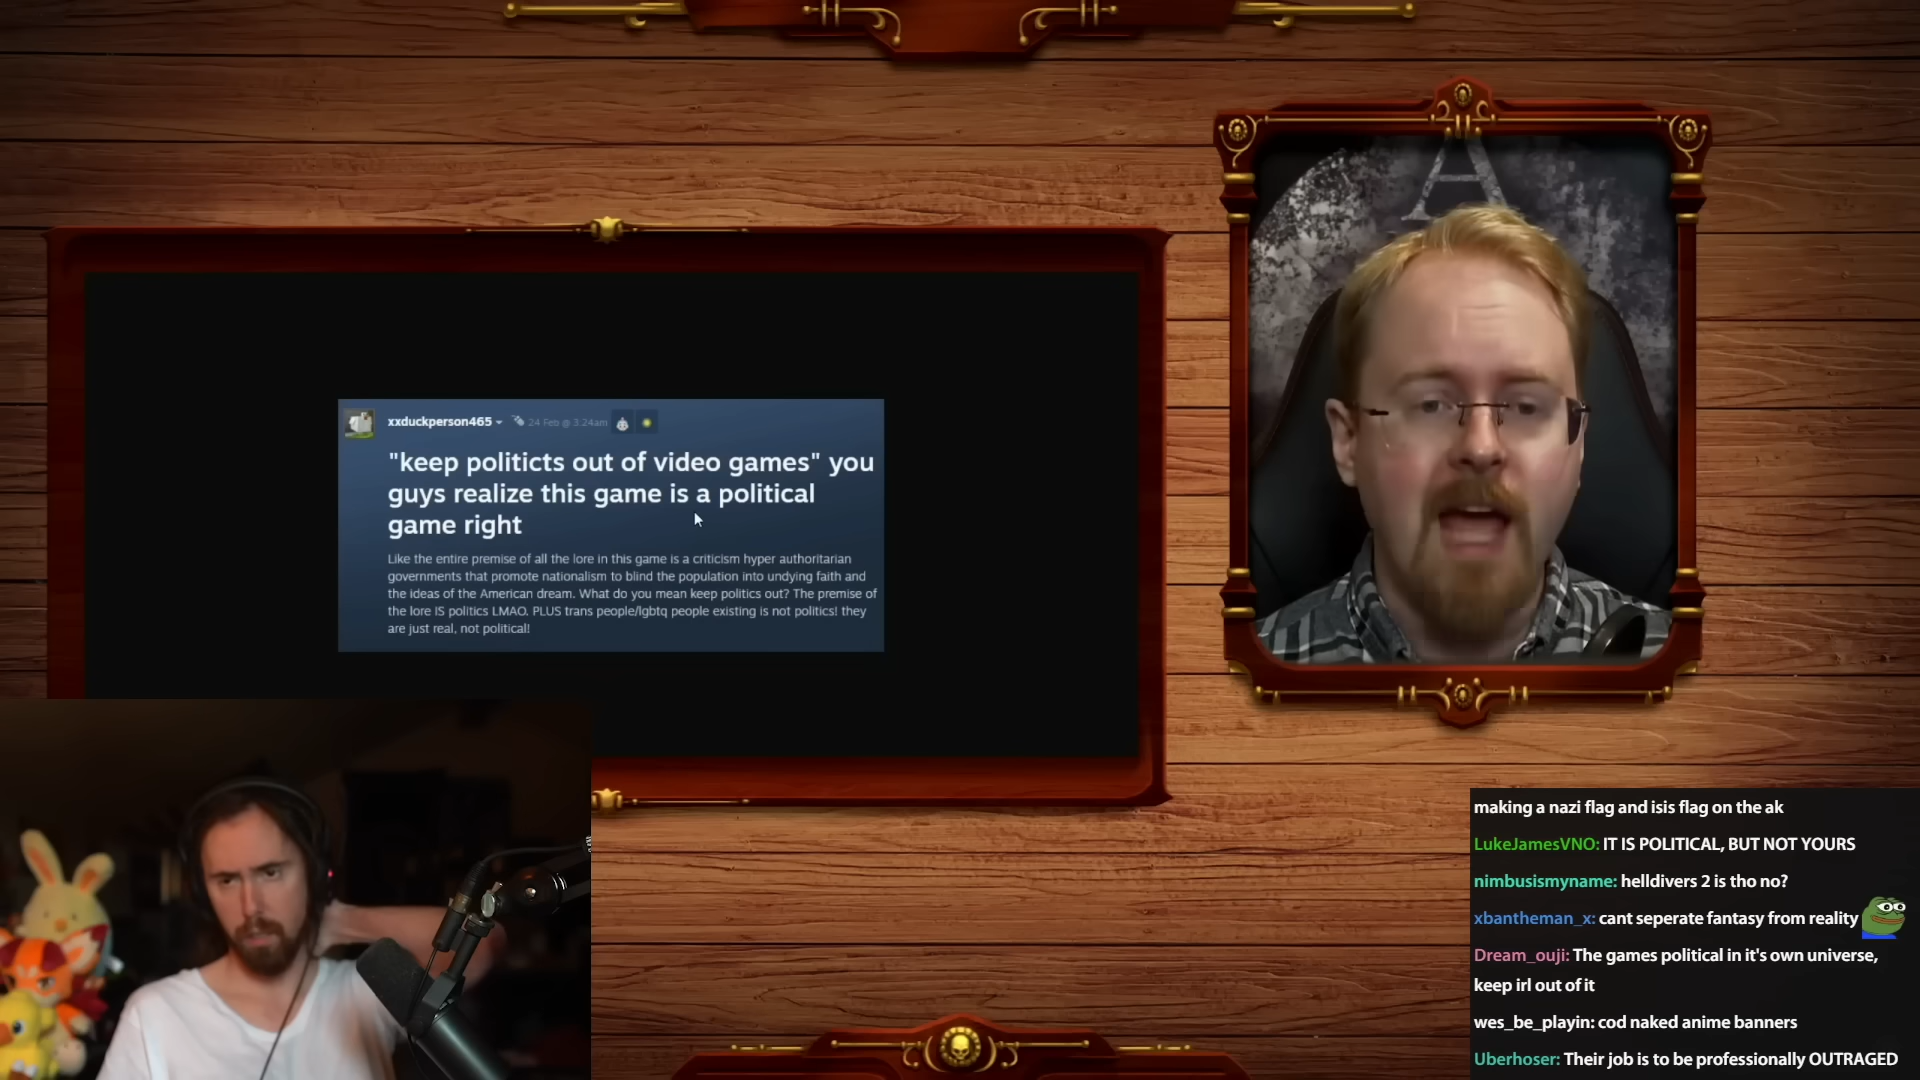 A
xxduckperson465
24 Feb @ 3:24am
"keep politicts out of video games" you
guys realize this game is a political
game right
Like the entire premise of all the lore in this game is a criticism hyper authoritarian
governments that promote nationalism to blind the population into undying faith and
the ideas of the American dream. What do you mean keep politics out? The premise of
the lore IS politics LMAO. PLUS trans people/lgbtq people existing is not politics! they
are just real, not political!
making a nazi flag and isis flag on the ak
LukeJamesVNO: IT IS POLITICAL, BUT NOT YOURS
nimbusismyname: helldivers 2 is tho no?
xbantheman_x: cant seperate fantasy from reality
Dream_ouji: The games political in it's own universe,
keep irl out of it
wes_be_playin: cod naked anime banners
Uberhoser: Their job is to be professionally OUTRAGED